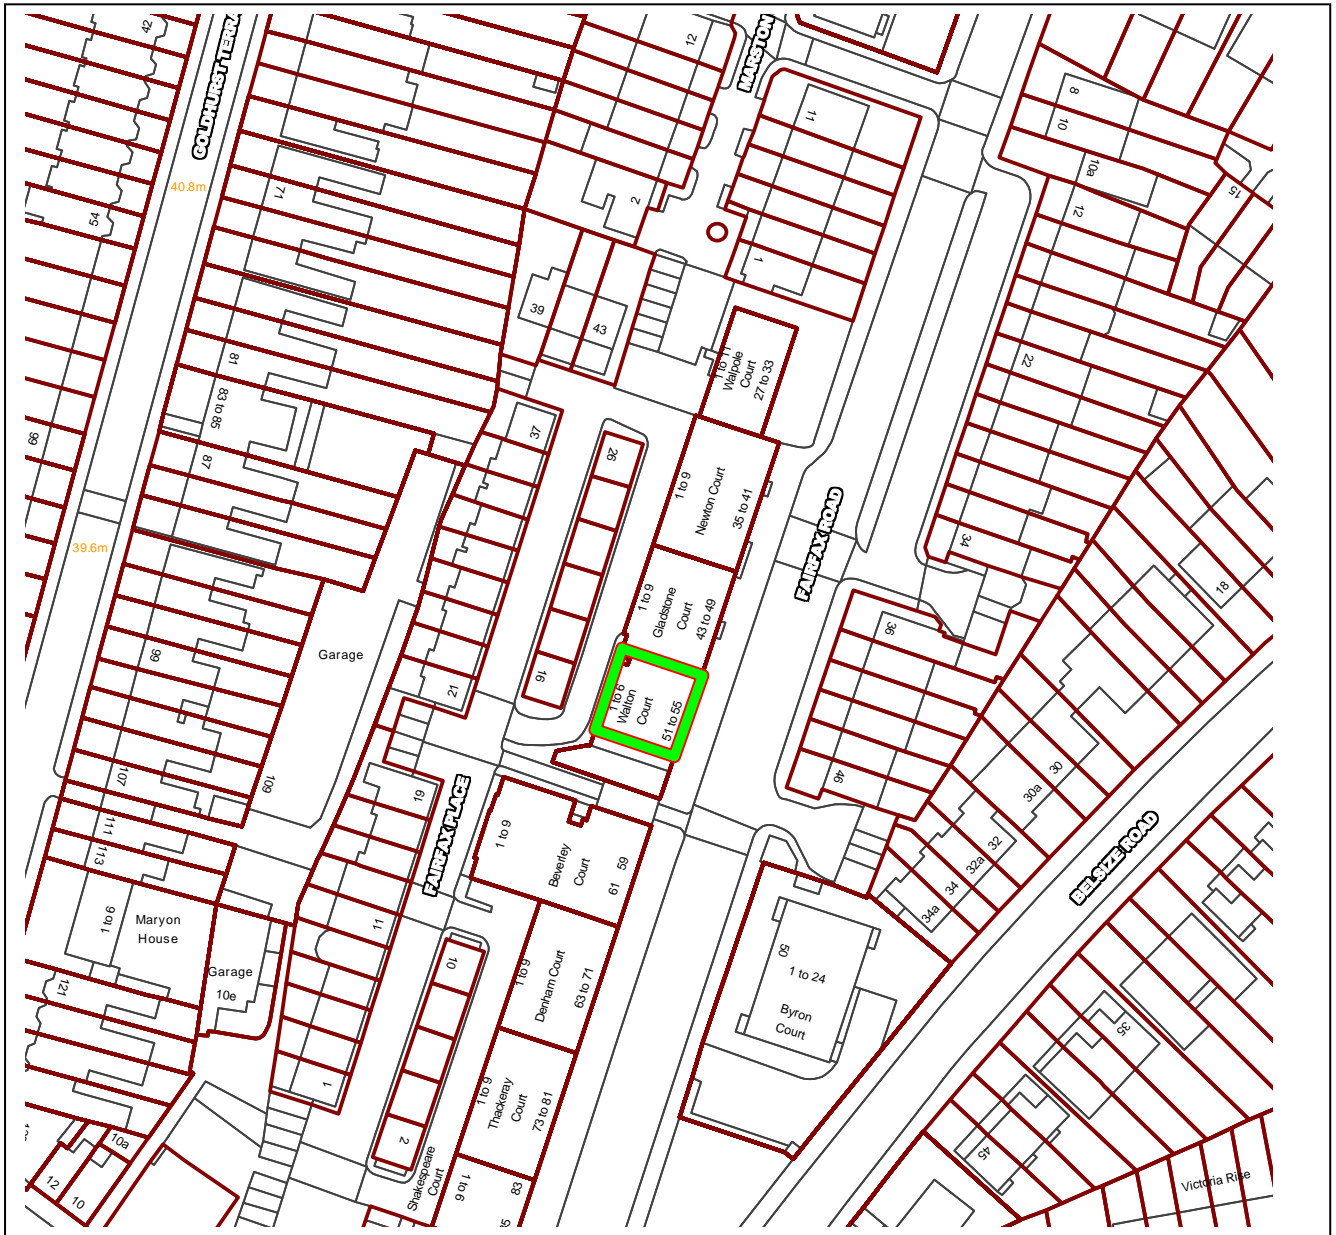 42
GOLDHURST TERRA
MARSTON
12
11
8
10
10a
12
15
40.8m
71
54
2
1
39
43
81
83 to 85
1 to 11
Walpole
Court
27 to 33
22
99
87
37
26
1 to 9
Newton Court
35 to 41
FAIRFAX ROAD
34
39.6m
18
1 to 9
Gladstone
Court
43 to 49
36
99
Garage
21
16
1 to 6
Walton
Court
51 to 55
107
109
19
46
30
30a
111
113
FAIRFAX PLACE
1 to 9
Beverley
Court
59
61
32
32a
34
34a
BELSIZE ROAD
1 to 6
Maryon
House
11
Garage
10e
10
1 to 9
Denham Court
63 to 71
50
1 to 24
Byron
Court
121
35
1
1 to 9
Thackeray
Court
73 to 81
2
10a
12
10
Shakespeare
Court
1 to 6
83
45
Victoria Rise